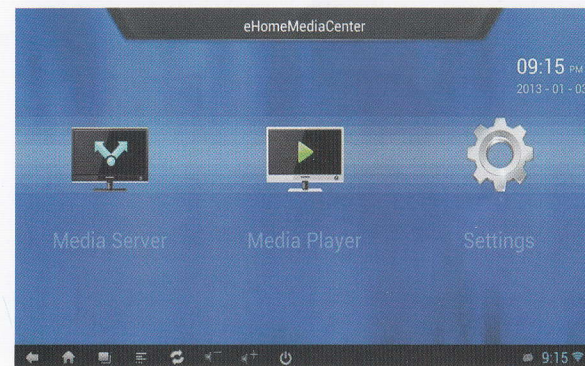 eHomeMediaCenter
09:15 PM
2013 - 01 - 03
Media Server
Media Player
Settings
9:15